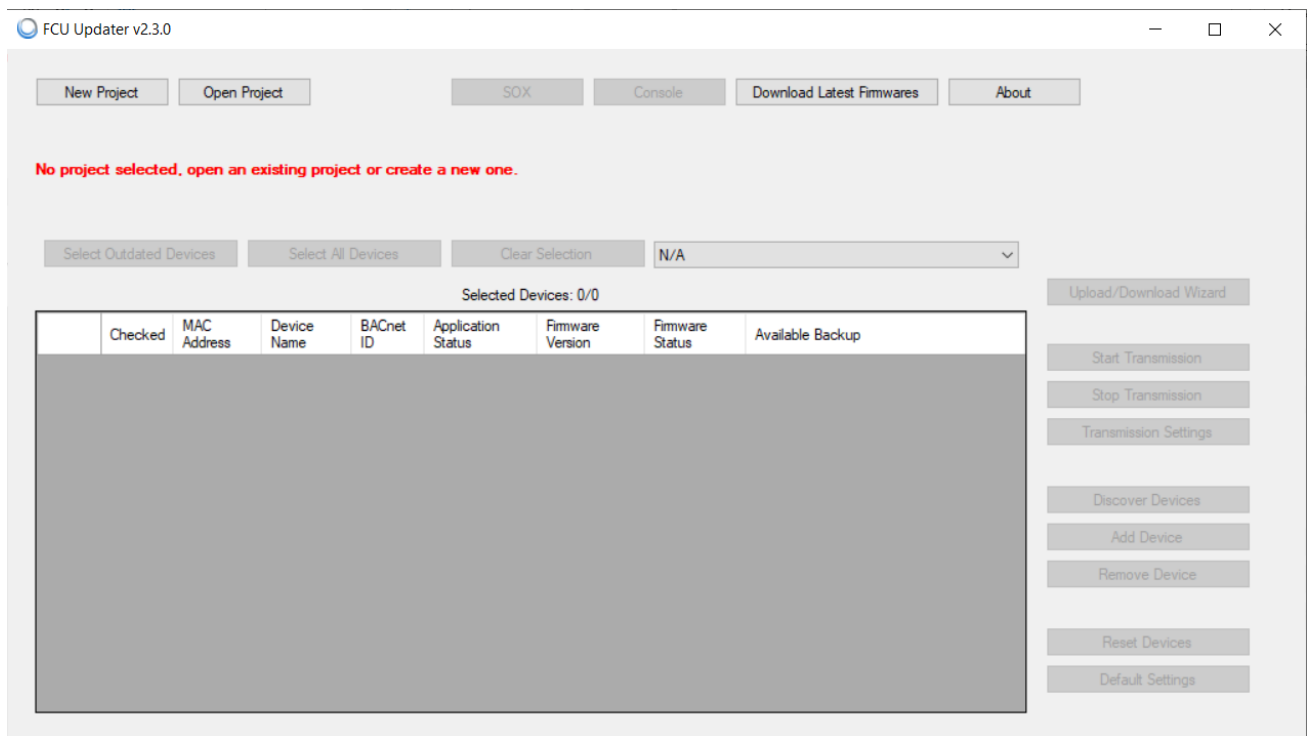 FCU Updater v2.3.0
New Project Open Project SOX Console Download Latest Firmwares About
No project selected, open an existing project or create a new one.
Select Outdated Devices Select All Devices Clear Selection N/A
Selected Devices: 0/0
Upload/Download Wizard
Checked MAC Address Device Name BACnet ID Application Status Firmware Version Firmware Status Available Backup
Start Transmission
Stop Transmission
Transmission Settings
Discover Devices
Add Device
Remove Device
Reset Devices
Default Settings